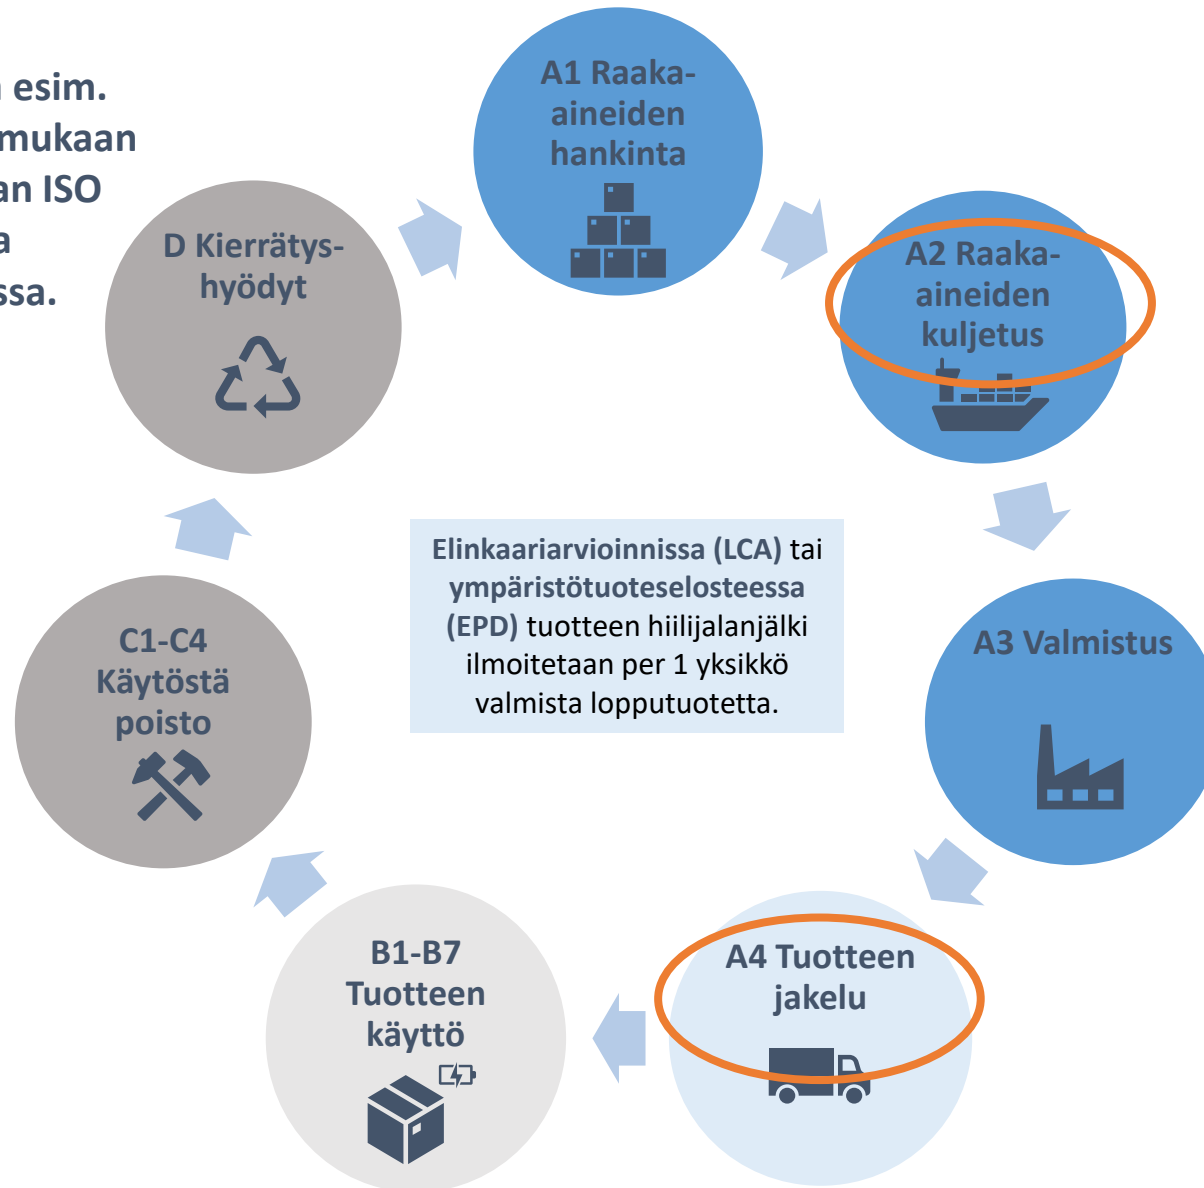 esim.
mukaan
ISO
A1 Raaka-
aineiden
hankinta
A2 Raaka-
aineiden
kuljetus
A3 Valmistus
A4 Tuotteen
jakelu
B1-B7
Tuotteen
käyttö
C1-C4
Käytöstä
poisto
D Kierrätys-
hyödyt
Elinkaariarvioinnissa (LCA) tai
ympäristötuoteselosteessa
(EPD) tuotteen hiilijalanjälki
ilmoitetaan per 1 yksikkö
valmista lopputuotetta.